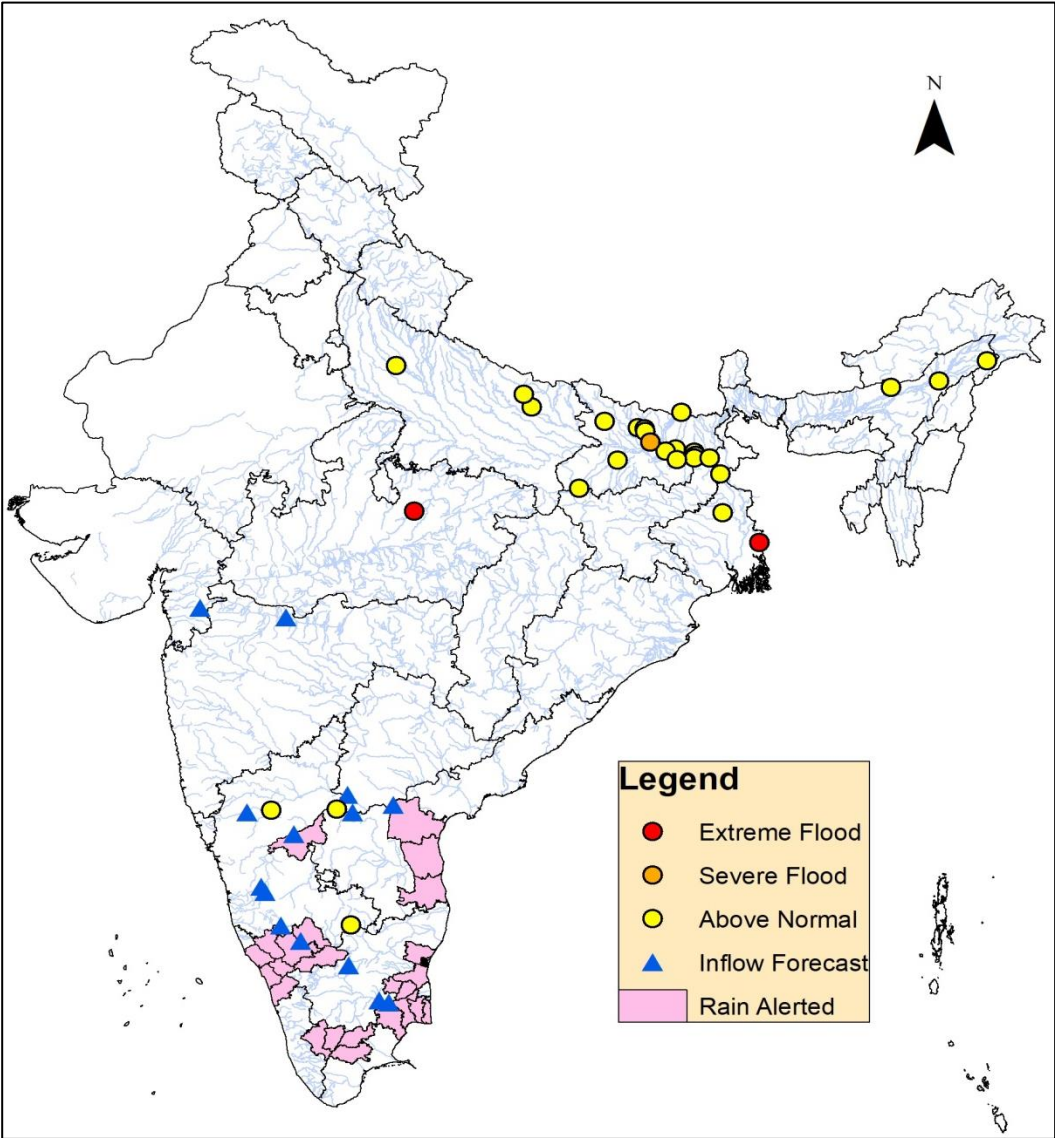 N
Legend
Extreme Flood
Severe Flood
Above Normal
Inflow Forecast
Rain Alerted